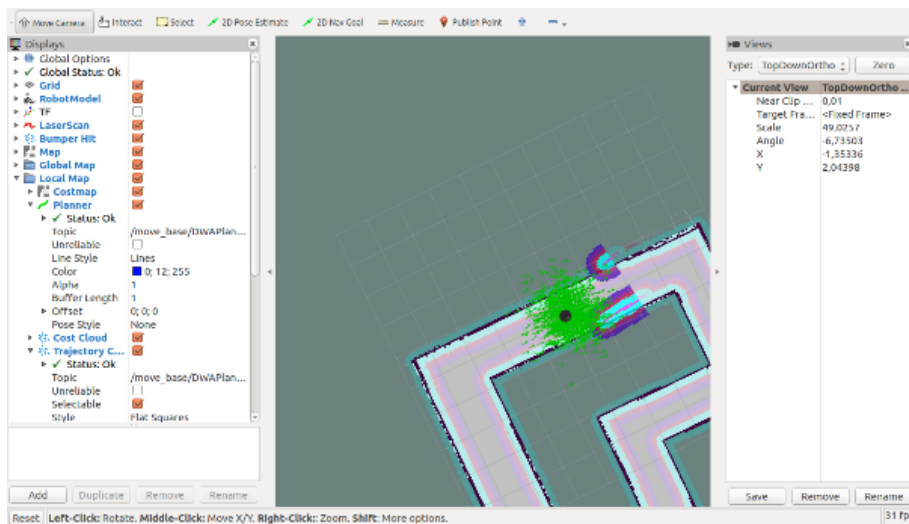 Move Camera Interact Select 2D Pose Estimate 2D Nav Goal Measure Publish Point
Displays
Global Options
Global Status: Ok
Grid
RobotModel
TF
LaserScan
Bumper Hit
Map
Global Map
Local Map
Costmap
Planner
Status: Ok
Topic /move_base/DWAPlan...
Unreliable
Line Style Lines
Color 0; 12; 255
Alpha 1
Buffer Length 1
Offset 0; 0; 0
Pose Style None
Cost Cloud
Trajectory C...
Status: Ok
Topic /move_base/DWAPlan...
Unreliable
Selectable
Style Flat Squares
Add Duplicate Remove Rename
Views
Type: TopDownOrtho Zero
Current View TopDownOrtho ...
Near Clip ... 0,01
Target Fra... <Fixed Frame>
Scale 49,0257
Angle -6,73503
X -1,35336
Y 2,04398
Save Remove Rename
Reset Left-Click: Rotate. Middle-Click: Move X/Y. Right-Click:: Zoom. Shift: More options. 31 fp